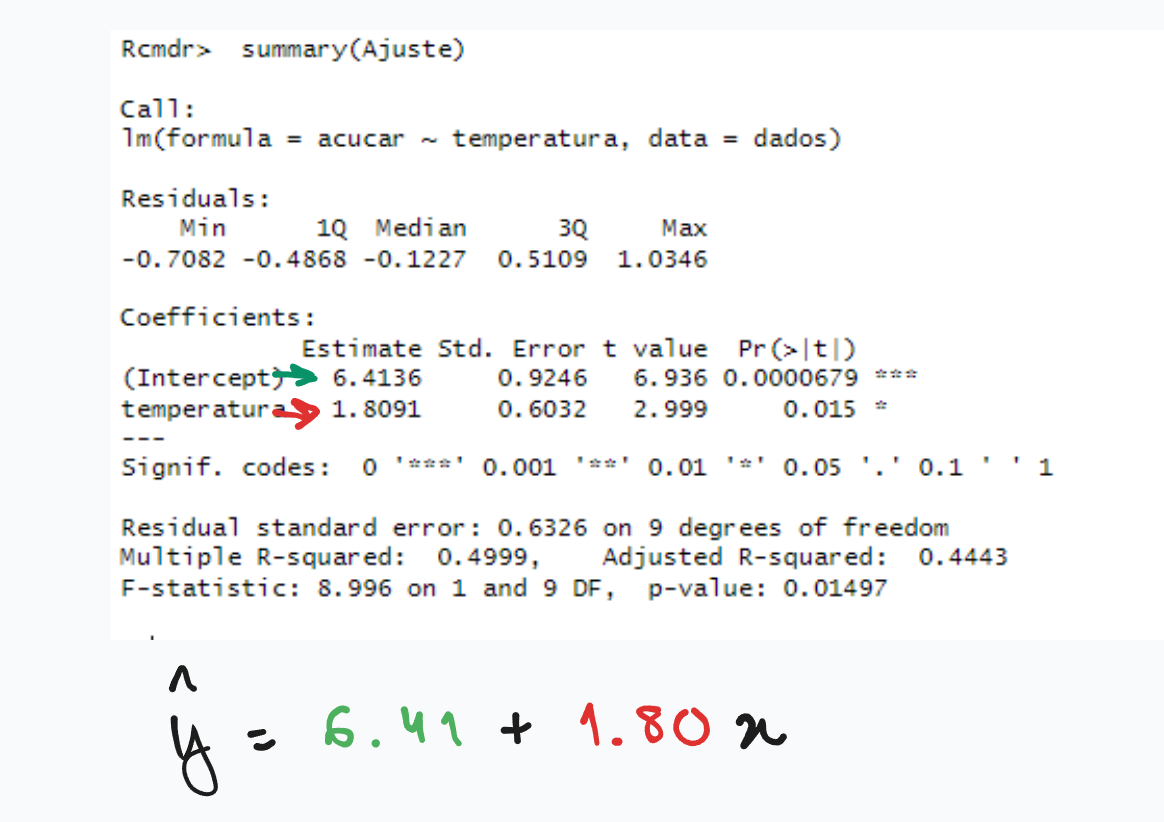 Rcmdr>  summary(Ajuste)
Call:
lm(formula = acucar ~ temperatura, data = dados)
Residuals:
    Min      1Q  Median      3Q     Max
-0.7082 -0.4868 -0.1227  0.5109  1.0346
Coefficients:
            Estimate Std. Error t value  Pr(>|t|)
(Intercept)   6.4136     0.9246   6.936 0.0000679 ***
temperatura   1.8091     0.6032   2.999     0.015 *
---
Signif. codes:  0 '***' 0.001 '**' 0.01 '*' 0.05 '.' 0.1 ' ' 1
Residual standard error: 0.6326 on 9 degrees of freedom
Multiple R-squared:  0.4999,    Adjusted R-squared:  0.4443
F-statistic: 8.996 on 1 and 9 DF,  p-value: 0.01497
ŷ = 6.41 + 1.80 x